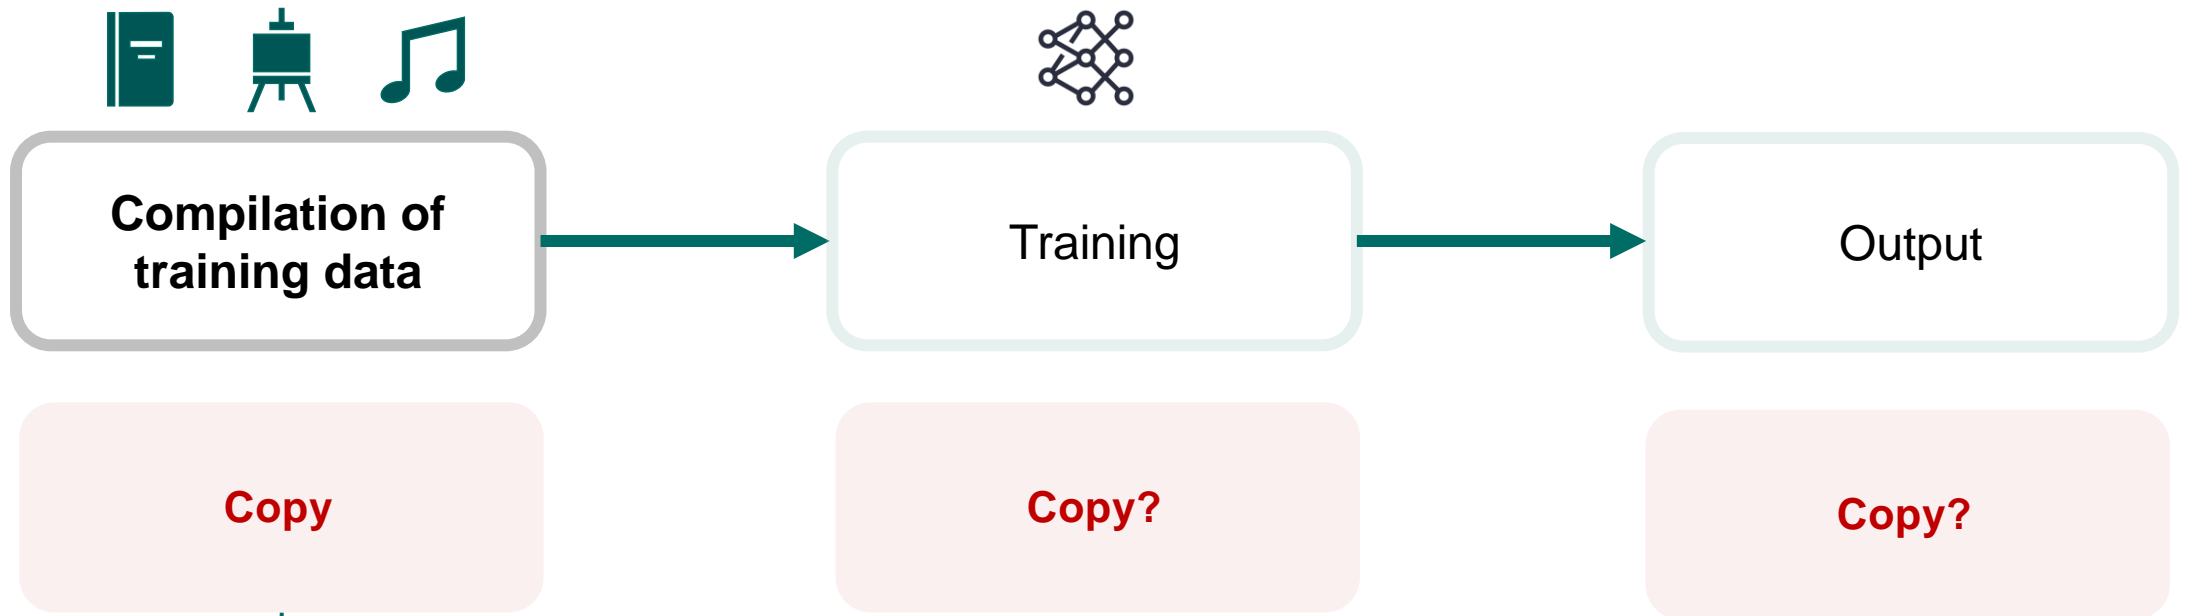 Compilation of
training data
Training
Output
Copy
Copy?
Copy?